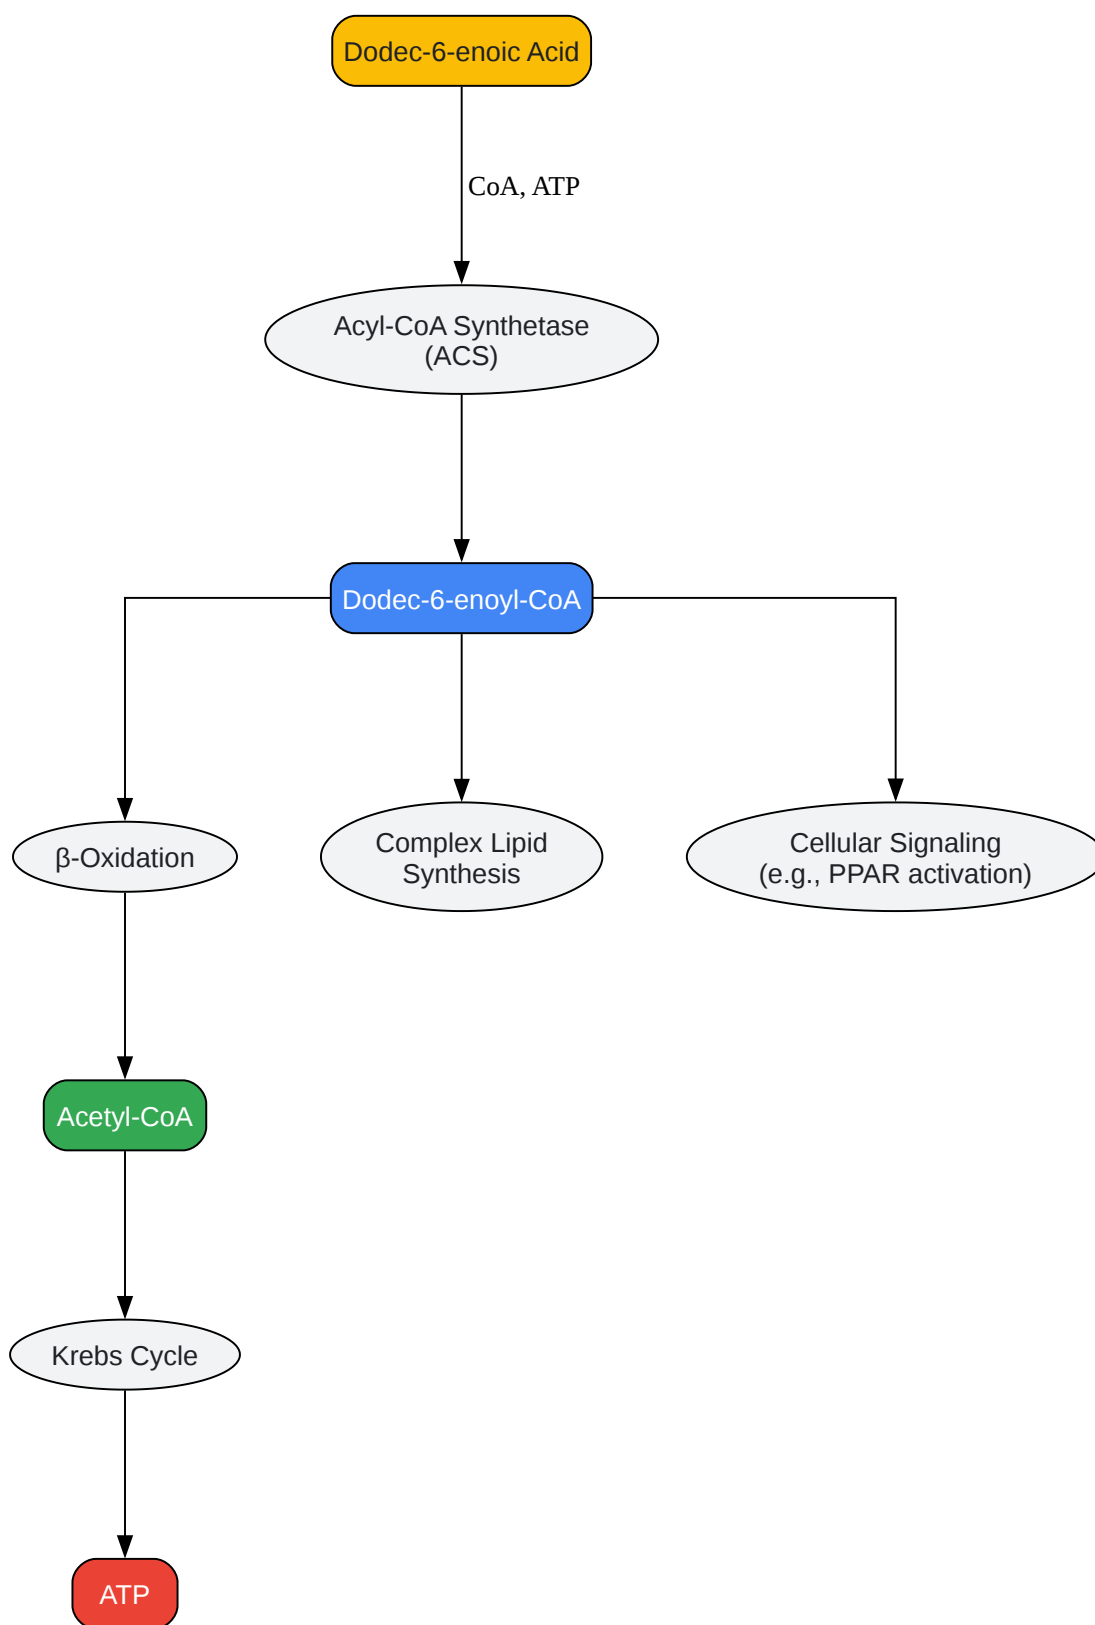 Dodec-6-enoic Acid
CoA, ATP
Acyl-CoA Synthetase
(ACS)
Dodec-6-enoyl-CoA
β-Oxidation
Complex Lipid
Synthesis
Cellular Signaling
(e.g., PPAR activation)
Acetyl-CoA
Krebs Cycle
ATP